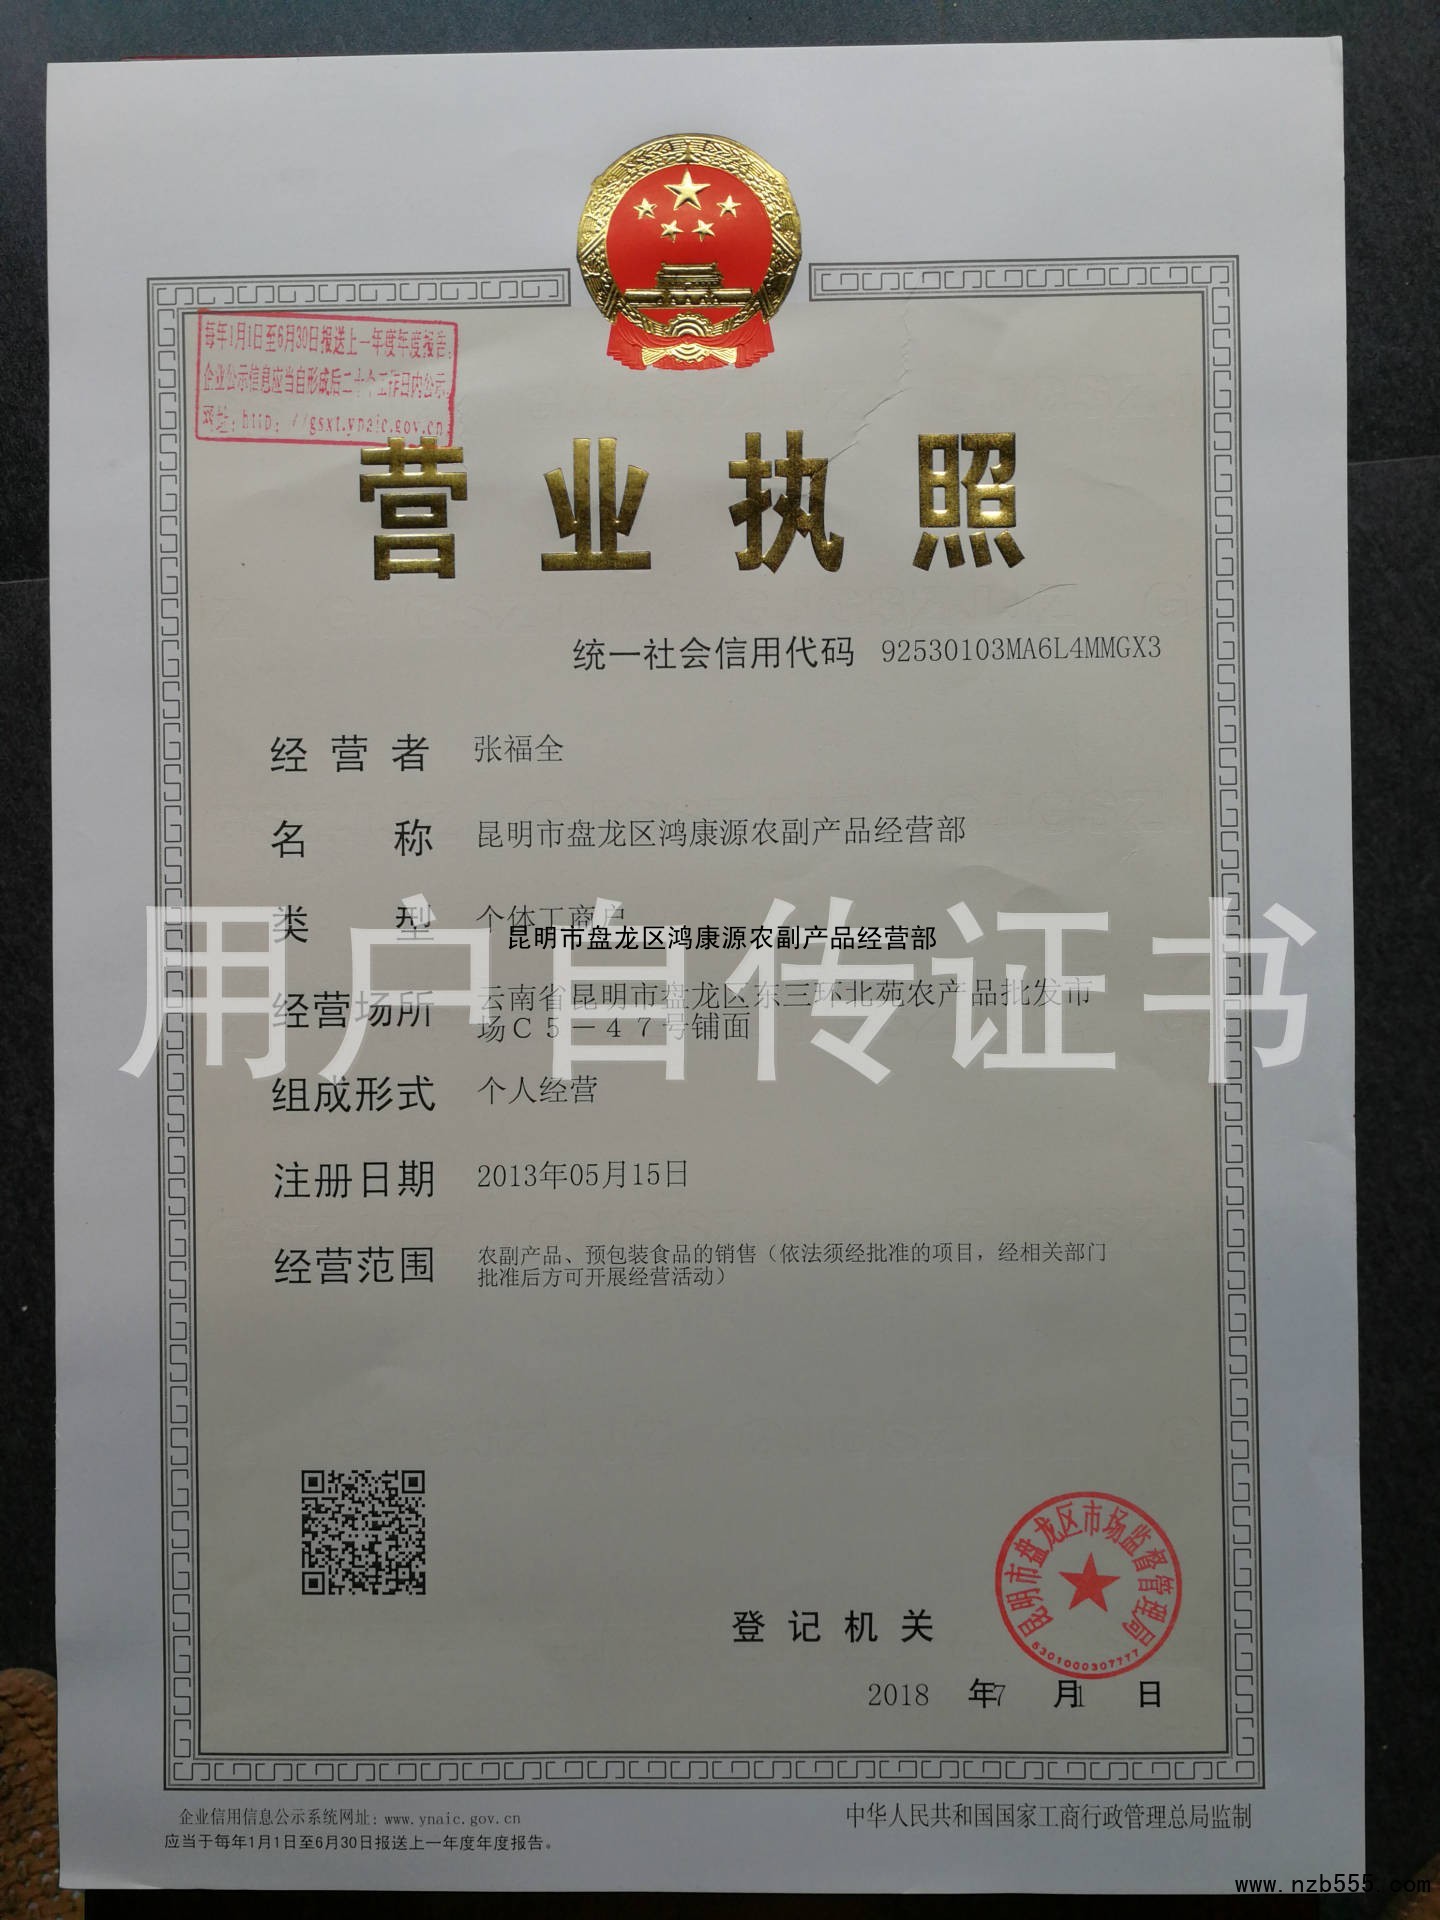 每年1月1日至6月30日报送上一年度年度报告。
企业公示信息应当自形成后二十个工作日内公示。
网址：http：//gsxt.ynaic.gov.cn
营业执照
统一社会信用代码 92530103MA6L4MMGX3
经营者 张福全
名称 昆明市盘龙区鸿康源农副产品经营部
类型 个体工商户
昆明市盘龙区鸿康源农副产品经营部
用户自传证书
经营场所 云南省昆明市盘龙区东三环北苑农产品批发市
场Ｃ５－４７号铺面
组成形式 个人经营
注册日期 2013年05月15日
经营范围 农副产品、预包装食品的销售（依法须经批准的项目，经相关部门
批准后方可开展经营活动）
昆明市盘龙区市场监督管理局
5301000307777
登记机关
2018 年7 月1 日
企业信用信息公示系统网址：www.ynaic.gov.cn
应当于每年1月1日至6月30日报送上一年度年度报告。
中华人民共和国国家工商行政管理总局监制
www.nzb555.com